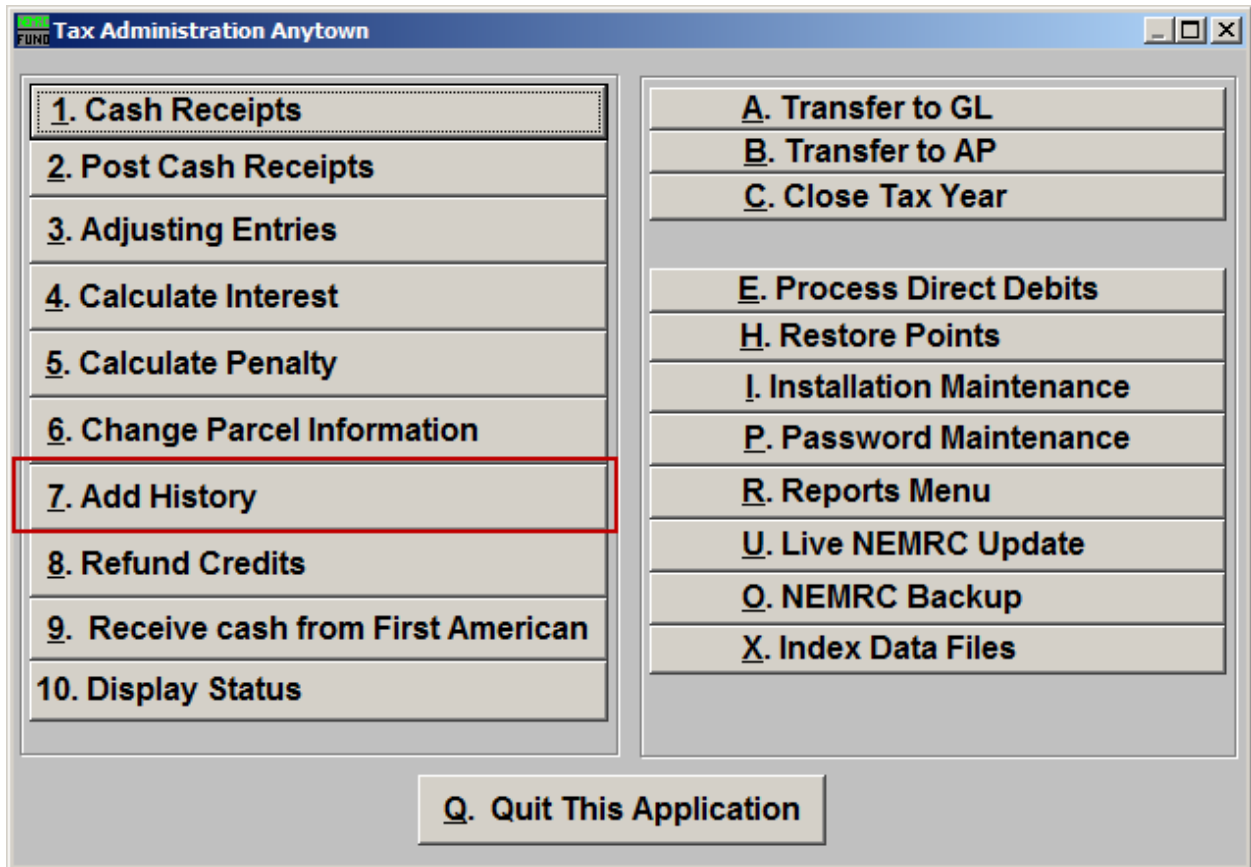 NEMRC
FUND
Tax Administration Anytown
1. Cash Receipts
2. Post Cash Receipts
3. Adjusting Entries
4. Calculate Interest
5. Calculate Penalty
6. Change Parcel Information
7. Add History
8. Refund Credits
9. Receive cash from First American
10. Display Status
A. Transfer to GL
B. Transfer to AP
C. Close Tax Year
E. Process Direct Debits
H. Restore Points
I. Installation Maintenance
P. Password Maintenance
R. Reports Menu
U. Live NEMRC Update
O. NEMRC Backup
X. Index Data Files
Q. Quit This Application